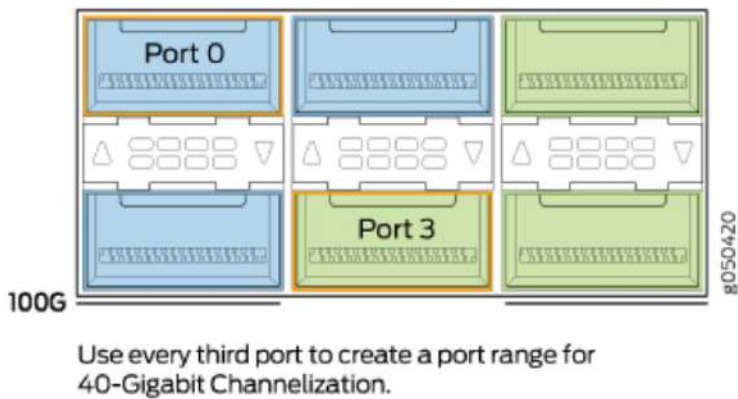 Port 0
Port 3
g050420
100G
Use every third port to create a port range for
40-Gigabit Channelization.